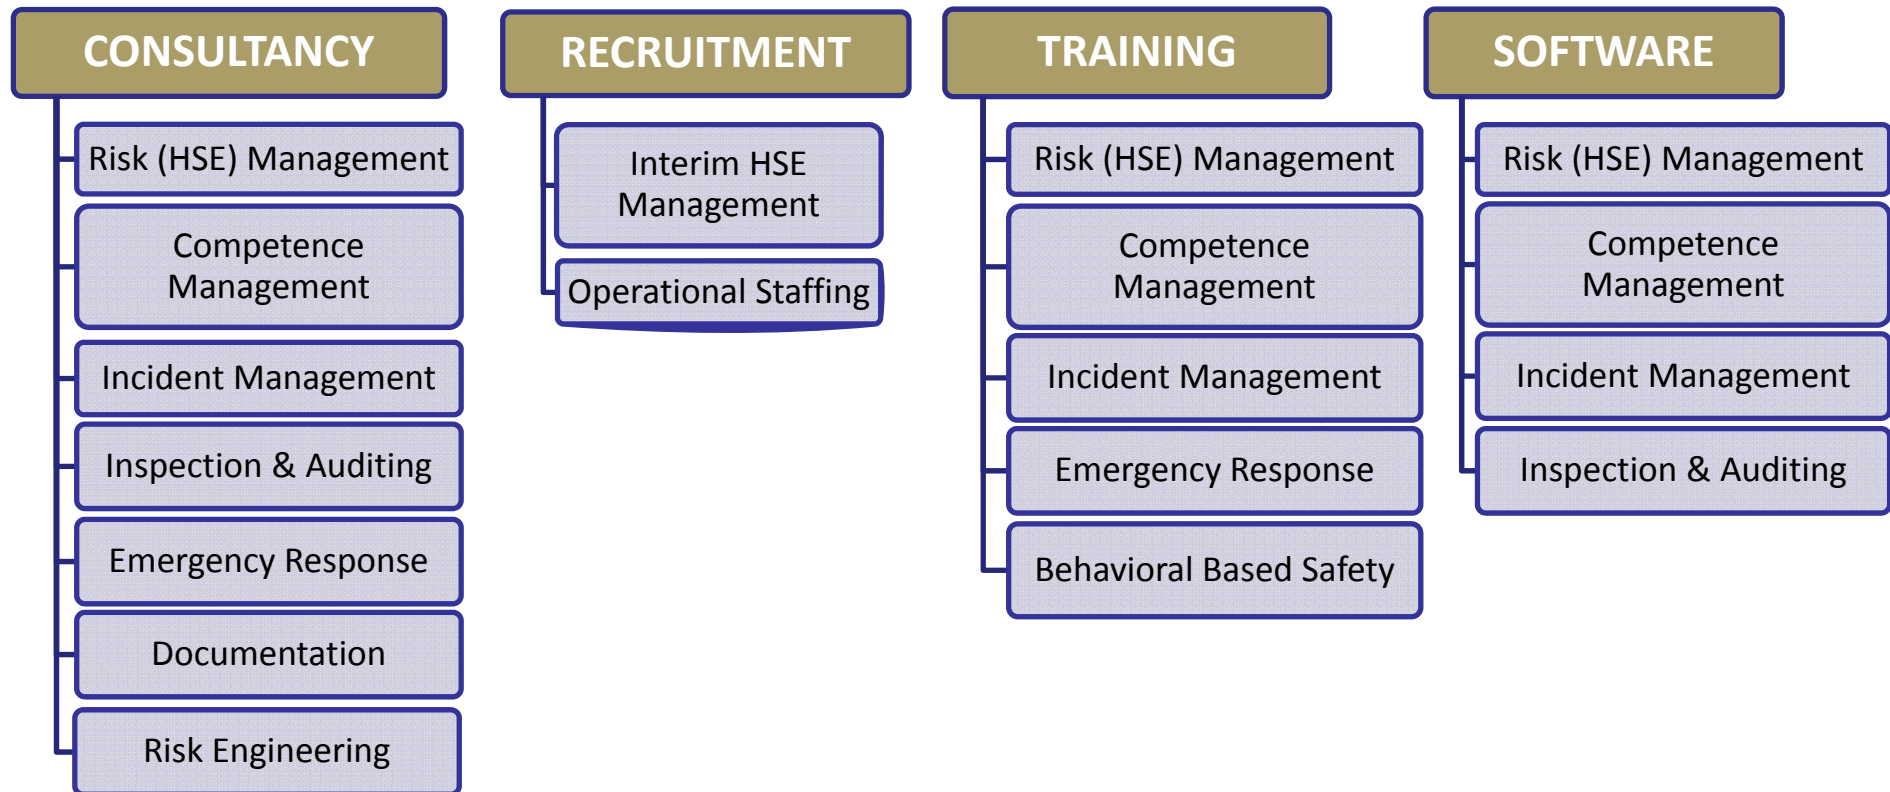 CONSULTANCY
Risk (HSE) Management
Competence
Management
Incident Management
Inspection & Auditing
Emergency Response
Documentation
Risk Engineering
RECRUITMENT
Interim HSE
Management
Operational Staffing
TRAINING
Risk (HSE) Management
Competence
Management
Incident Management
Emergency Response
Behavioral Based Safety
SOFTWARE
Risk (HSE) Management
Competence
Management
Incident Management
Inspection & Auditing